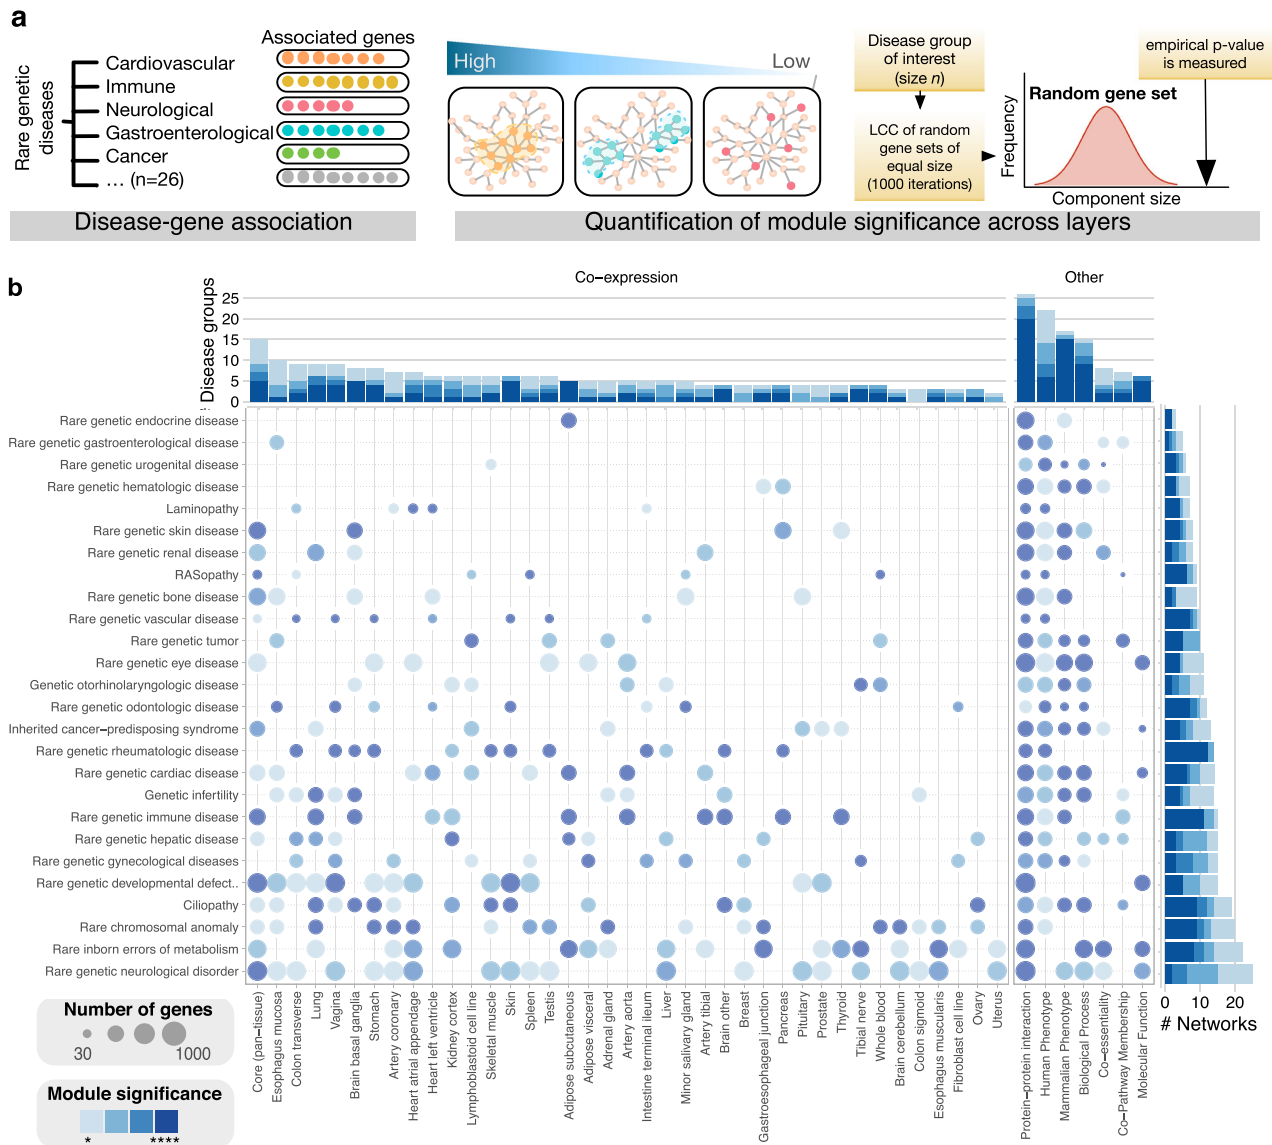 a
Rare genetic
diseases
Cardiovascular
Immune
Neurological
Gastroenterological
Cancer
... (n=26)
Associated genes
Disease-gene association
High
Low
Disease group
of interest
(size n)
LCC of random
gene sets of
equal size
(1000 iterations)
Frequency
Random gene set
Component size
empirical p-value
is measured
Quantification of module significance across layers
b
Co-expression
Other
Disease groups
25
20
15
10
5
0
Rare genetic endocrine disease
Rare genetic gastroenterological disease
Rare genetic urogenital disease
Rare genetic hematologic disease
Laminopathy
Rare genetic skin disease
Rare genetic renal disease
RASopathy
Rare genetic bone disease
Rare genetic vascular disease
Rare genetic tumor
Rare genetic eye disease
Genetic otorhinolaryngologic disease
Rare genetic odontologic disease
Inherited cancer-predisposing syndrome
Rare genetic rheumatologic disease
Rare genetic cardiac disease
Genetic infertility
Rare genetic immune disease
Rare genetic hepatic disease
Rare genetic gynecological diseases
Rare genetic developmental defect..
Ciliopathy
Rare chromosomal anomaly
Rare inborn errors of metabolism
Rare genetic neurological disorder
Core (pan-tissue)
Esophagus mucosa
Colon transverse
Lung
Vagina
Brain basal ganglia
Stomach
Artery coronary
Heart atrial appendage
Heart left ventricle
Kidney cortex
Lymphoblastoid cell line
Skeletal muscle
Skin
Spleen
Testis
Adipose subcutaneous
Adipose visceral
Adrenal gland
Artery aorta
Intestine terminal ileum
Liver
Minor salivary gland
Artery tibial
Brain other
Breast
Gastroesophageal junction
Pancreas
Pituitary
Prostate
Thyroid
Tibial nerve
Whole blood
Brain cerebellum
Colon sigmoid
Esophagus muscularis
Fibroblast cell line
Ovary
Uterus
Protein-protein interaction
Human Phenotype
Mammalian Phenotype
Biological Process
Co-essentiality
Co-Pathway Membership
Molecular Function
0 10 20
# Networks
Number of genes
30 1000
Module significance
* ****